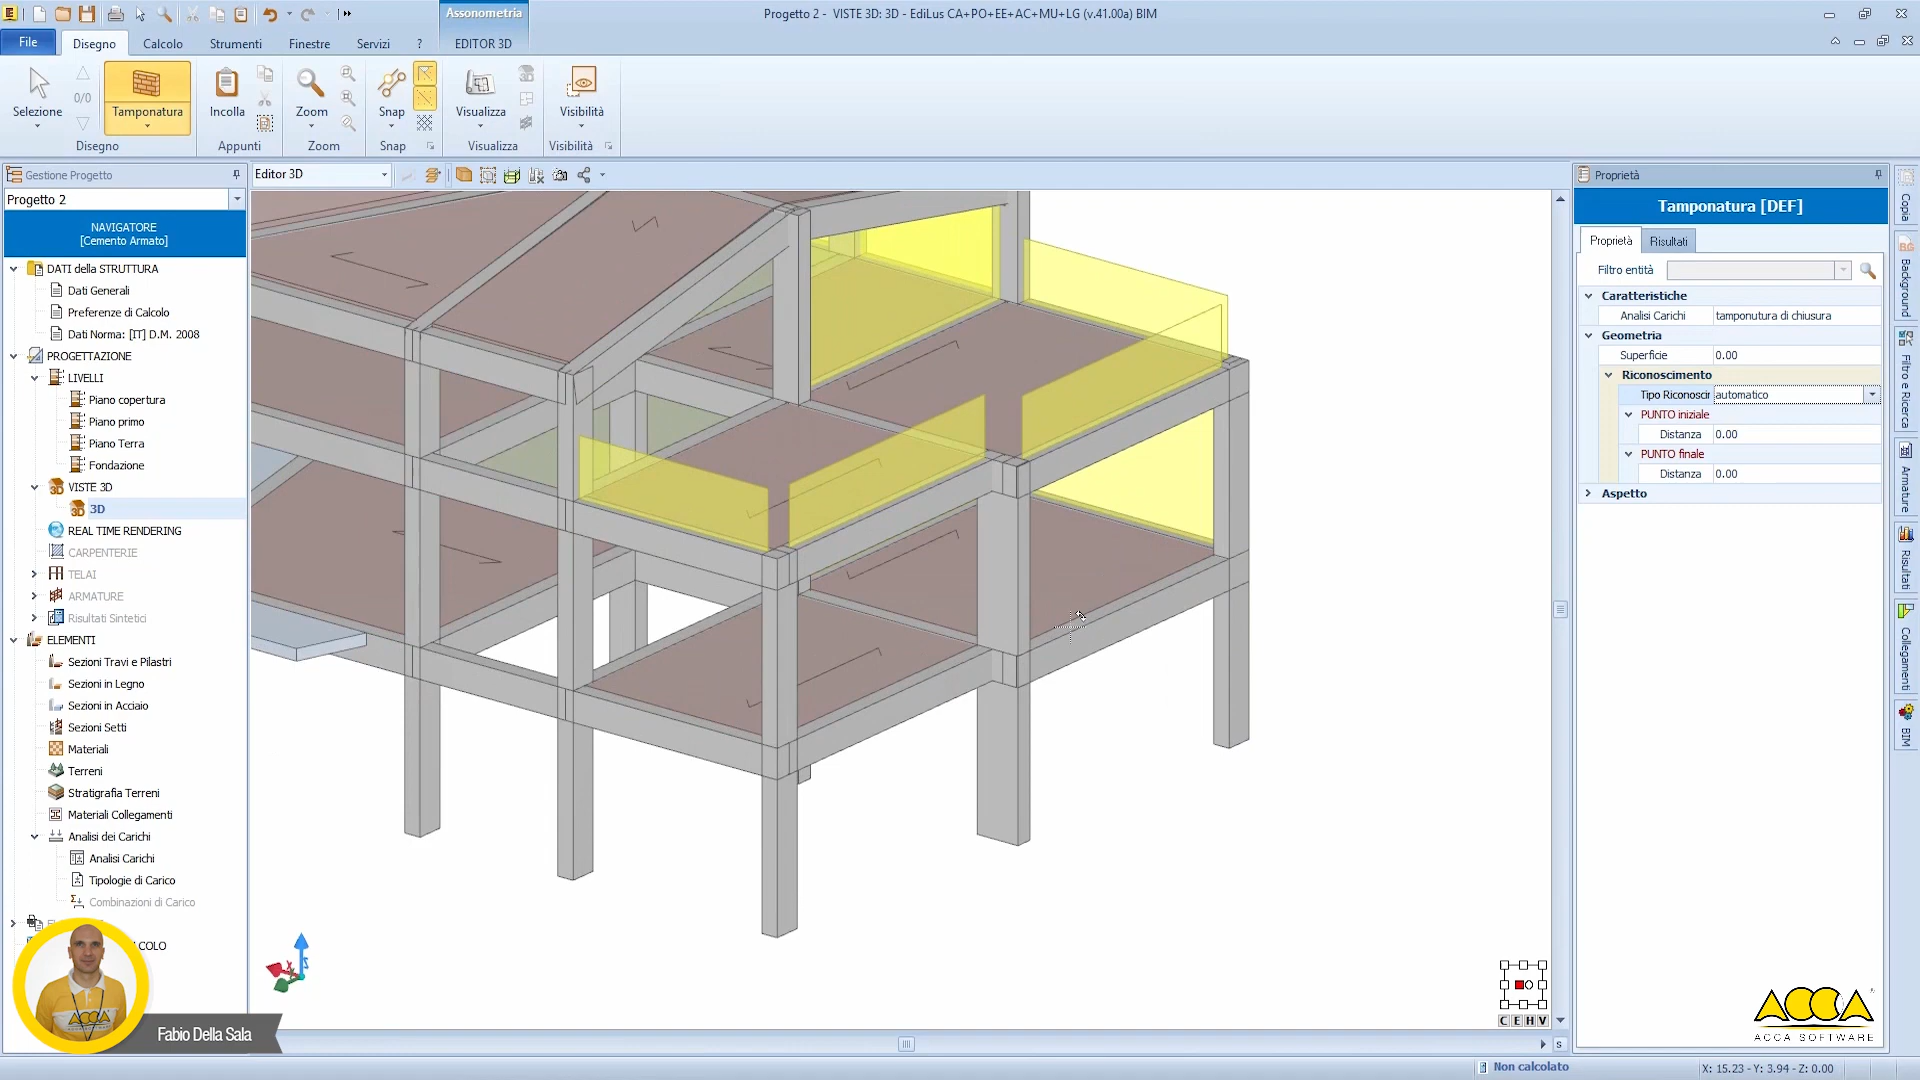 Assonometria
Progetto 2 - VISTE 3D: 3D - EdiLus CA+PO+EE+AC+MU+LG (v.41.00a) BIM
File
Disegno
Calcolo
Strumenti
Finestre
Servizi
?
EDITOR 3D
Selezione
0/0
Tamponatura
Incolla
Zoom
Snap
Visualizza
Visibilità
Disegno
Appunti
Zoom
Snap
Visualizza
Visibilità
Gestione Progetto
Progetto 2
NAVIGATORE
[Cemento Armato]
DATI della STRUTTURA
Dati Generali
Preferenze di Calcolo
Dati Norma: [IT] D.M. 2008
PROGETTAZIONE
LIVELLI
Piano copertura
Piano primo
Piano Terra
Fondazione
VISTE 3D
3D
REAL TIME RENDERING
CARPENTERIE
TELAI
ARMATURE
Risultati Sintetici
ELEMENTI
Sezioni Travi e Pilastri
Sezioni in Legno
Sezioni in Acciaio
Sezioni Setti
Materiali
Terreni
Stratigrafia Terreni
Materiali Collegamenti
Analisi dei Carichi
Analisi Carichi
Tipologie di Carico
Combinazioni di Carico
Fabio Della Sala
Editor 3D
C E H V
S
Proprietà
Tamponatura [DEF]
Proprietà
Risultati
Filtro entità
Caratteristiche
Analisi Carichi tamponutura di chiusura
Geometria
Superficie 0.00
Riconoscimento
Tipo Riconoscir automatico
PUNTO iniziale
Distanza 0.00
PUNTO finale
Distanza 0.00
Aspetto
Copia
Background
Filtro e Ricerca
Armature
Risultati
Collegamenti
BIM
ACCA
ACCA SOFTWARE
Non calcolato
X: 15.23 - Y: 3.94 - Z: 0.00